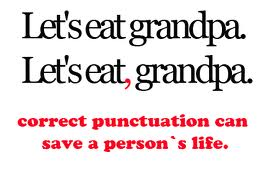 Let's eat grandpa.
Let's eat, grandpa.
correct punctuation can
save a person`s life.